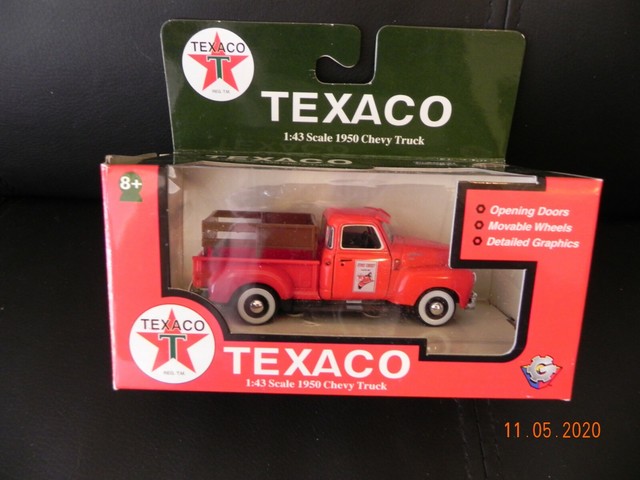 TEXACO
T
REG. T.M.
TEXACO
1:43 Scale 1950 Chevy Truck
8+
Opening Doors
Movable Wheels
Detailed Graphics
TEXACO
T
REG. T.M.
TEXACO
1:43 Scale 1950 Chevy Truck
11.05.2020